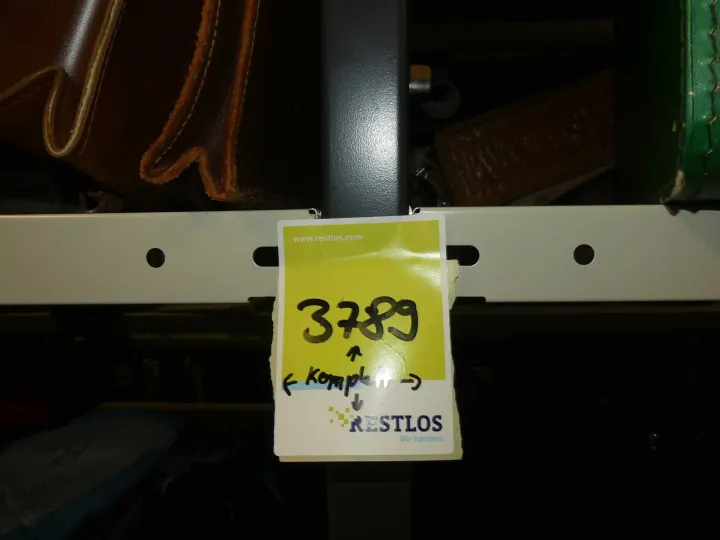 www.restlos.com
3789
↑
← Komplett →
↓
RESTLOS
Wir handeln.